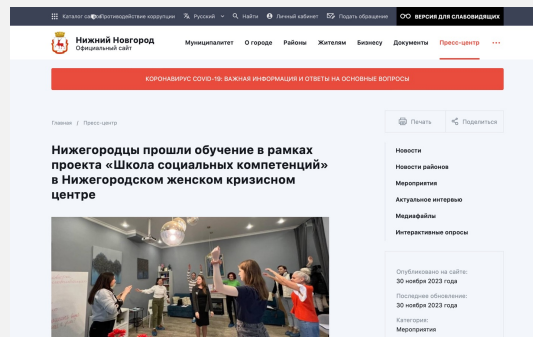 Каталог сайтов
Противодействие коррупции
Русский
Найти
Личный кабинет
Подать обращение
ВЕРСИЯ ДЛЯ СЛАБОВИДЯЩИХ
Нижний Новгород
Официальный сайт
Муниципалитет
О городе
Районы
Жителям
Бизнесу
Документы
Пресс-центр
КОРОНАВИРУС COVID-19: ВАЖНАЯ ИНФОРМАЦИЯ И ОТВЕТЫ НА ОСНОВНЫЕ ВОПРОСЫ
Главная / Пресс-центр
Печать
Поделиться
Нижегородцы прошли обучение в рамках
проекта «Школа социальных компетенций»
в Нижегородском женском кризисном
центре
Новости
Новости районов
Мероприятия
Актуальное интервью
Медиафайлы
Интерактивные опросы
Опубликовано на сайте:
30 ноября 2023 года
Последнее обновление:
30 ноября 2023 года
Категория:
Мероприятия